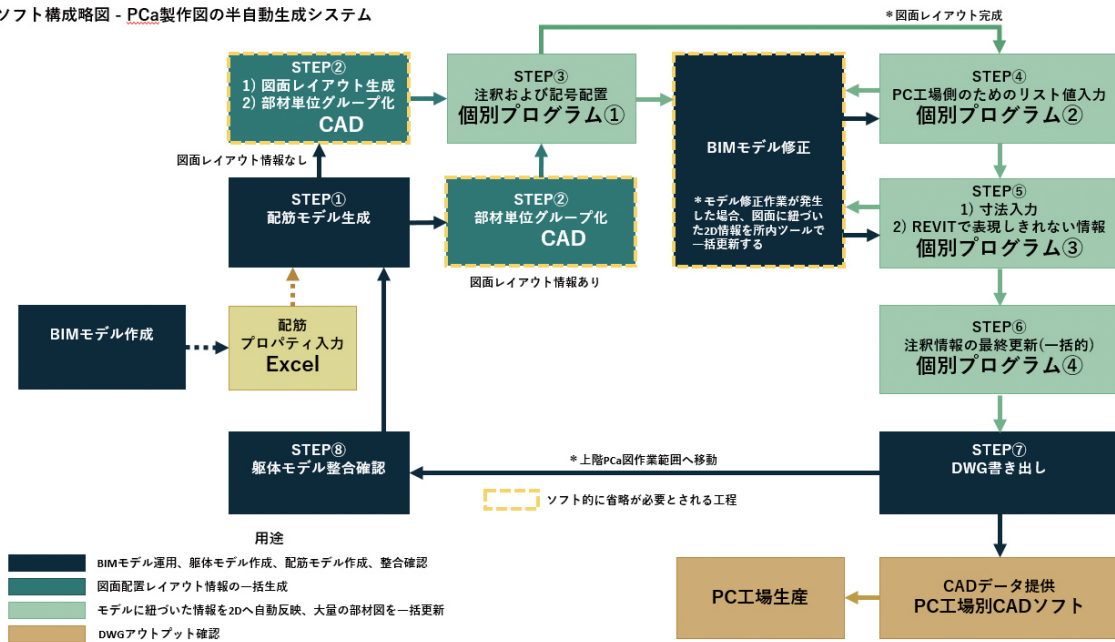 ソフト構成略図 - PCa製作図の半自動生成システム
*図面レイアウト完成
STEP②
1) 図面レイアウト生成
2) 部材単位グループ化
CAD
STEP③
注釈および記号配置
個別プログラム①
BIMモデル修正
*モデル修正作業が発生
した場合、図面に紐づい
た2D情報を所内ツールで
一括更新する
STEP④
PC工場側のためのリスト値入力
個別プログラム②
図面レイアウト情報なし
STEP①
配筋モデル生成
STEP②
部材単位グループ化
CAD
図面レイアウト情報あり
STEP⑤
1) 寸法入力
2) REVITで表現しきれない情報
個別プログラム③
BIMモデル作成
配筋
プロパティ入力
Excel
STEP⑥
注釈情報の最終更新(一括的)
個別プログラム④
STEP⑧
躯体モデル整合確認
*上階PCa図作業範囲へ移動
STEP⑦
DWG書き出し
ソフト的に省略が必要とされる工程
用途
BIMモデル運用、躯体モデル作成、配筋モデル作成、整合確認
図面配置レイアウト情報の一括生成
モデルに紐づいた情報を2Dへ自動反映、大量の部材図を一括更新
DWGアウトプット確認
PC工場生産
CADデータ提供
PC工場別CADソフト